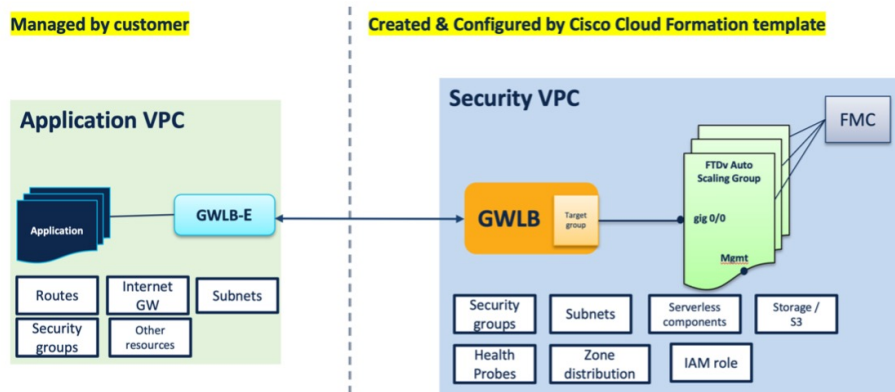 Managed by customer
Created & Configured by Cisco Cloud Formation template
Application VPC
Application
GWLB-E
Routes
Internet
GW
Subnets
Security
groups
Other
resources
Security VPC
FMC
FTDv Auto
Scaling Group
GWLB
Target
group
gig 0/0
Mgmt
Security
groups
Subnets
Serverless
components
Storage /
S3
Health
Probes
Zone
distribution
IAM role